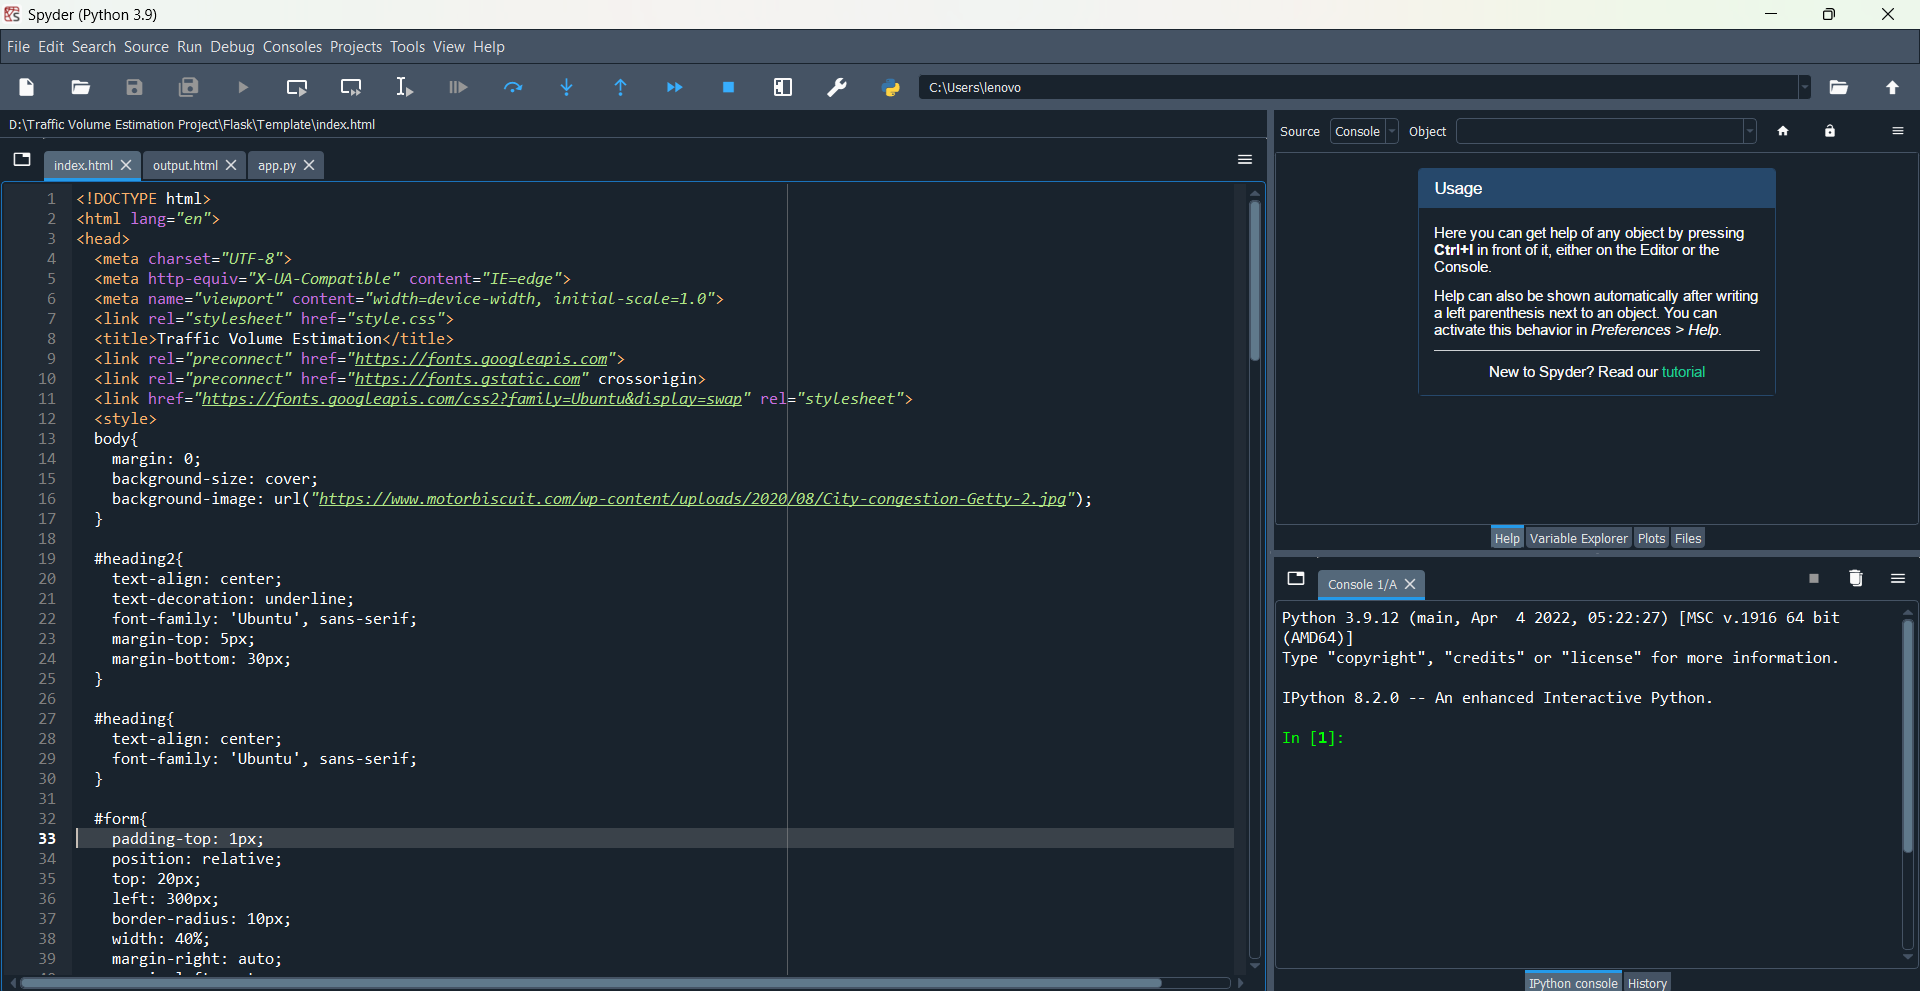 Spyder (Python 3.9)
File Edit Search Source Run Debug Consoles Projects Tools View Help
C:\Users\lenovo
D:\Traffic Volume Estimation Project\Flask\Template\index.html
index.html output.html app.py
1 <!DOCTYPE html>
2 <html lang="en">
3 <head>
4 <meta charset="UTF-8">
5 <meta http-equiv="X-UA-Compatible" content="IE=edge">
6 <meta name="viewport" content="width=device-width, initial-scale=1.0">
7 <link rel="stylesheet" href="style.css">
8 <title>Traffic Volume Estimation</title>
9 <link rel="preconnect" href="https://fonts.googleapis.com">
10 <link rel="preconnect" href="https://fonts.gstatic.com" crossorigin>
11 <link href="https://fonts.googleapis.com/css2?family=Ubuntu&display=swap" rel="stylesheet">
12 <style>
13 body{
14 margin: 0;
15 background-size: cover;
16 background-image: url("https://www.motorbiscuit.com/wp-content/uploads/2020/08/City-congestion-Getty-2.jpg");
17 }
18
19 #heading2{
20 text-align: center;
21 text-decoration: underline;
22 font-family: 'Ubuntu', sans-serif;
23 margin-top: 5px;
24 margin-bottom: 30px;
25 }
26
27 #heading{
28 text-align: center;
29 font-family: 'Ubuntu', sans-serif;
30 }
31
32 #form{
33 padding-top: 1px;
34 position: relative;
35 top: 20px;
36 left: 300px;
37 border-radius: 10px;
38 width: 40%;
39 margin-right: auto;
Source Console Object
Usage
Here you can get help of any object by pressing
Ctrl+I in front of it, either on the Editor or the
Console.
Help can also be shown automatically after writing
a left parenthesis next to an object. You can
activate this behavior in Preferences > Help.
New to Spyder? Read our tutorial
Help Variable Explorer Plots Files
Console 1/A
Python 3.9.12 (main, Apr  4 2022, 05:22:27) [MSC v.1916 64 bit
(AMD64)]
Type "copyright", "credits" or "license" for more information.
IPython 8.2.0 -- An enhanced Interactive Python.
In [1]:
IPython console History